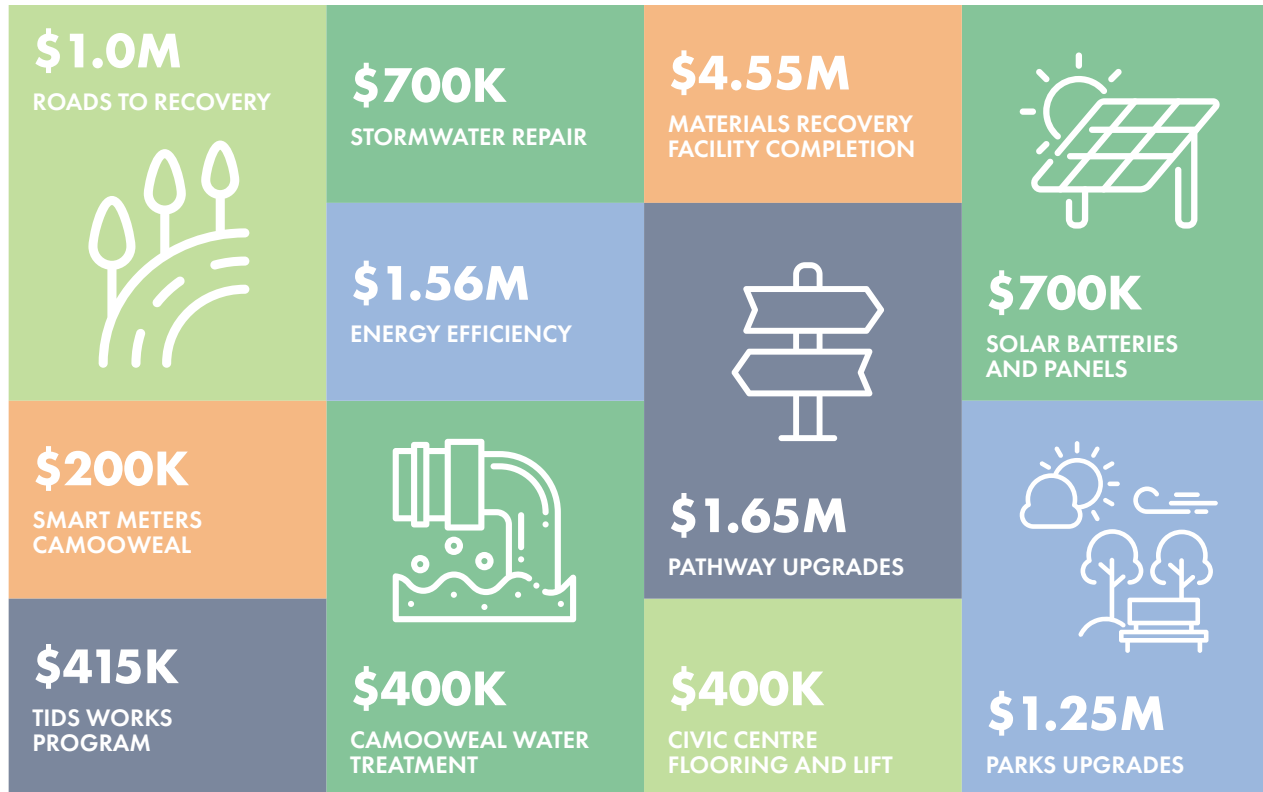 $1.0M
ROADS TO RECOVERY
$700K
STORMWATER REPAIR
$4.55M
MATERIALS RECOVERY
FACILITY COMPLETION
$1.56M
ENERGY EFFICIENCY
$700K
SOLAR BATTERIES
AND PANELS
$200K
SMART METERS
CAMOOWEAL
$1.65M
PATHWAY UPGRADES
$415K
TIDS WORKS
PROGRAM
$400K
CAMOOWEAL WATER
TREATMENT
$400K
CIVIC CENTRE
FLOORING AND LIFT
$1.25M
PARKS UPGRADES